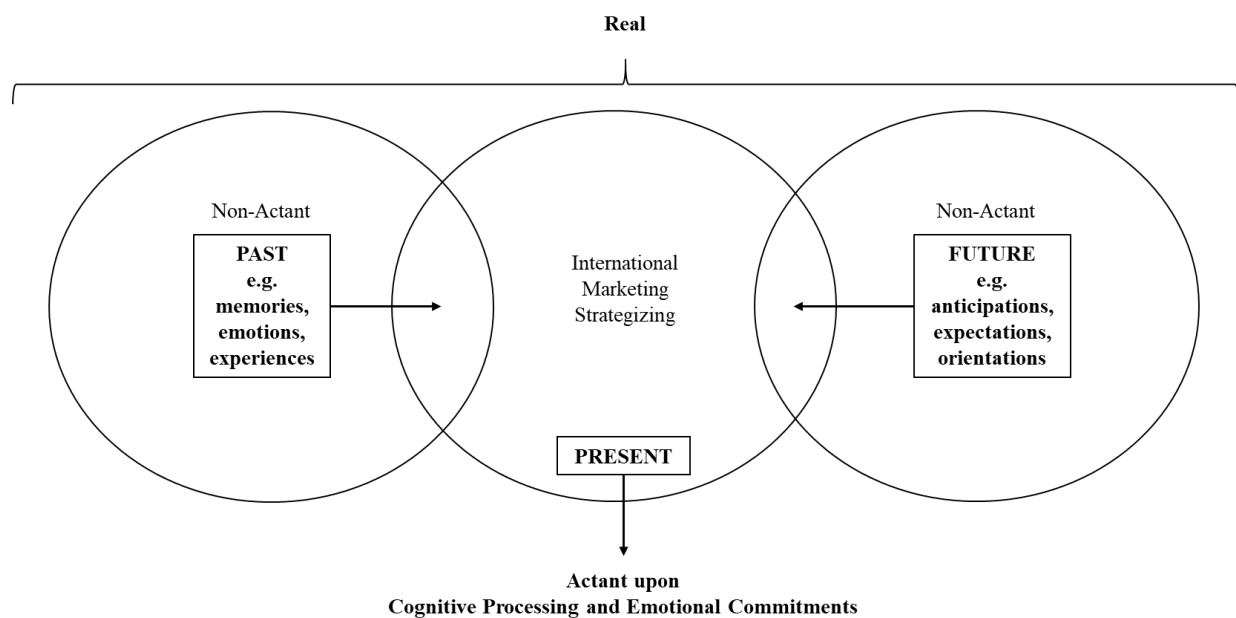 Real
Non-Actant
PAST
e.g.
memories,
emotions,
experiences
International
Marketing
Strategizing
PRESENT
Non-Actant
FUTURE
e.g.
anticipations,
expectations,
orientations
Actant upon
Cognitive Processing and Emotional Commitments